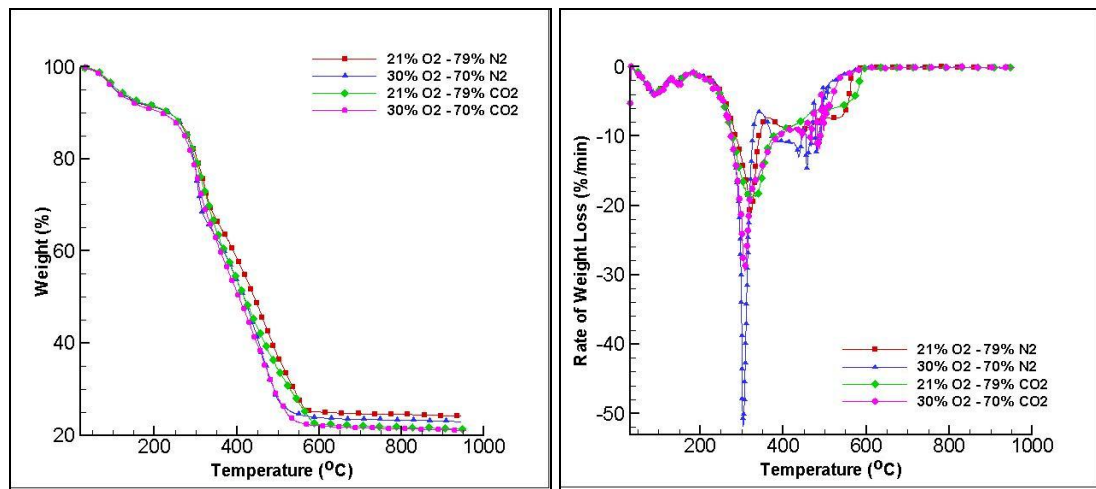 100
80
60
40
20
Weight (%)
200
400
600
800
1000
Temperature (ºC)
21% O2 - 79% N2
30% O2 - 70% N2
21% O2 - 79% CO2
30% O2 - 70% CO2
0
-10
-20
-30
-40
-50
Rate of Weight Loss (%/min)
200
400
600
800
1000
Temperature (ºC)
21% O2 - 79% N2
30% O2 - 70% N2
21% O2 - 79% CO2
30% O2 - 70% CO2